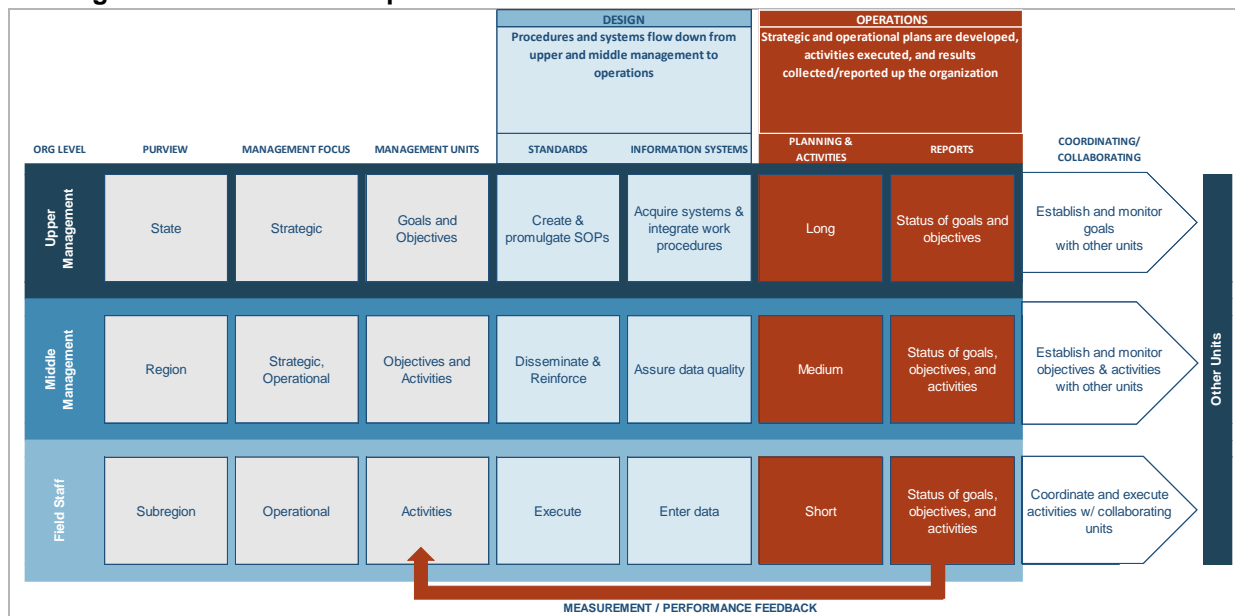 DESIGN
Procedures and systems flow down from
upper and middle management to
operations
OPERATIONS
Strategic and operational plans are developed,
activities executed, and results
collected/reported up the organization
ORG LEVEL
PURVIEW
MANAGEMENT FOCUS
MANAGEMENT UNITS
STANDARDS
INFORMATION SYSTEMS
PLANNING &
ACTIVITIES
REPORTS
COORDINATING/
COLLABORATING
Upper
Management
State
Strategic
Goals and
Objectives
Create &
promulgate SOPs
Acquire systems &
integrate work
procedures
Long
Status of goals and
objectives
Establish and monitor
goals
with other units
Middle
Management
Region
Strategic,
Operational
Objectives and
Activities
Disseminate &
Reinforce
Assure data quality
Medium
Status of goals,
objectives, and
activities
Establish and monitor
objectives & activities
with other units
Field Staff
Subregion
Operational
Activities
Execute
Enter data
Short
Status of goals,
objectives, and
activities
Coordinate and execute
activities w/ collaborating
units
Other Units
MEASUREMENT / PERFORMANCE FEEDBACK